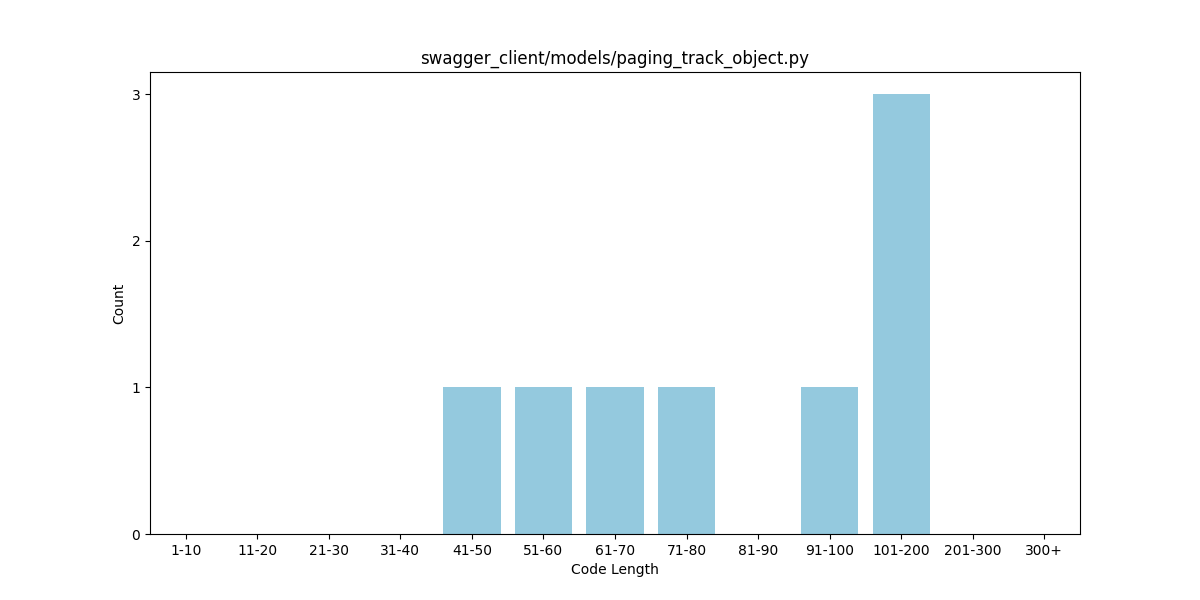 swagger_client/models/paging_track_object.py
3
2
1
0
Count
1-10 11-20 21-30 31-40 41-50 51-60 61-70 71-80 81-90 91-100 101-200 201-300 300+
Code Length